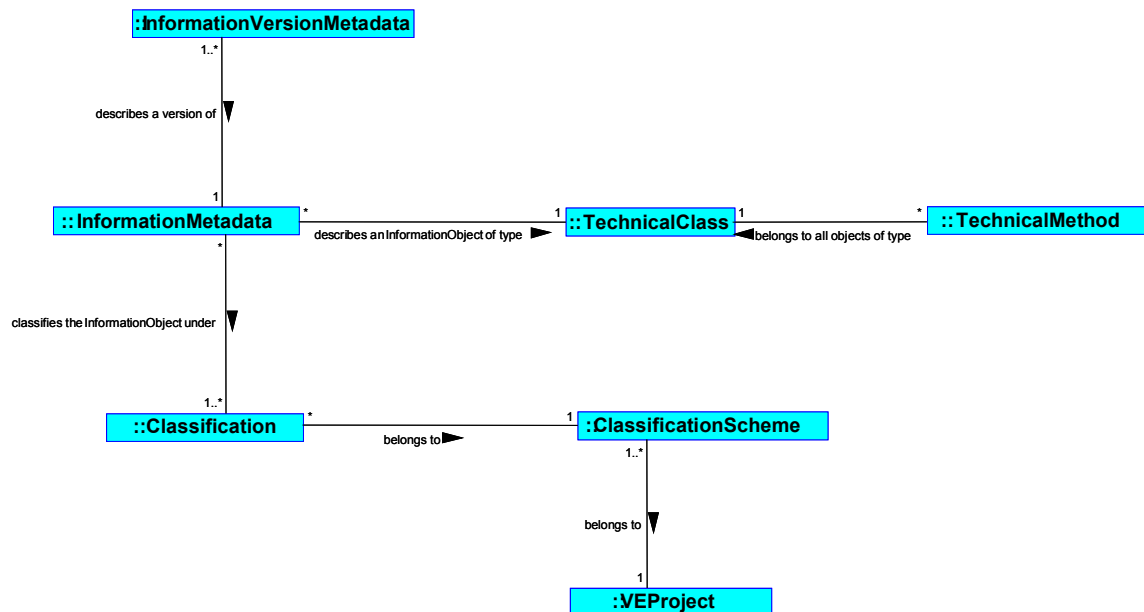 ::InformationVersionMetadata
1..*
describes a version of
1
::InformationMetadata
*
1
::TechnicalClass
1
*
::TechnicalMethod
describes an InformationObject of type
belongs to all objects of type
*
classifies the InformationObject under
1..*
::Classification
*
1
::ClassificationScheme
belongs to
1..*
belongs to
1
::VEProject